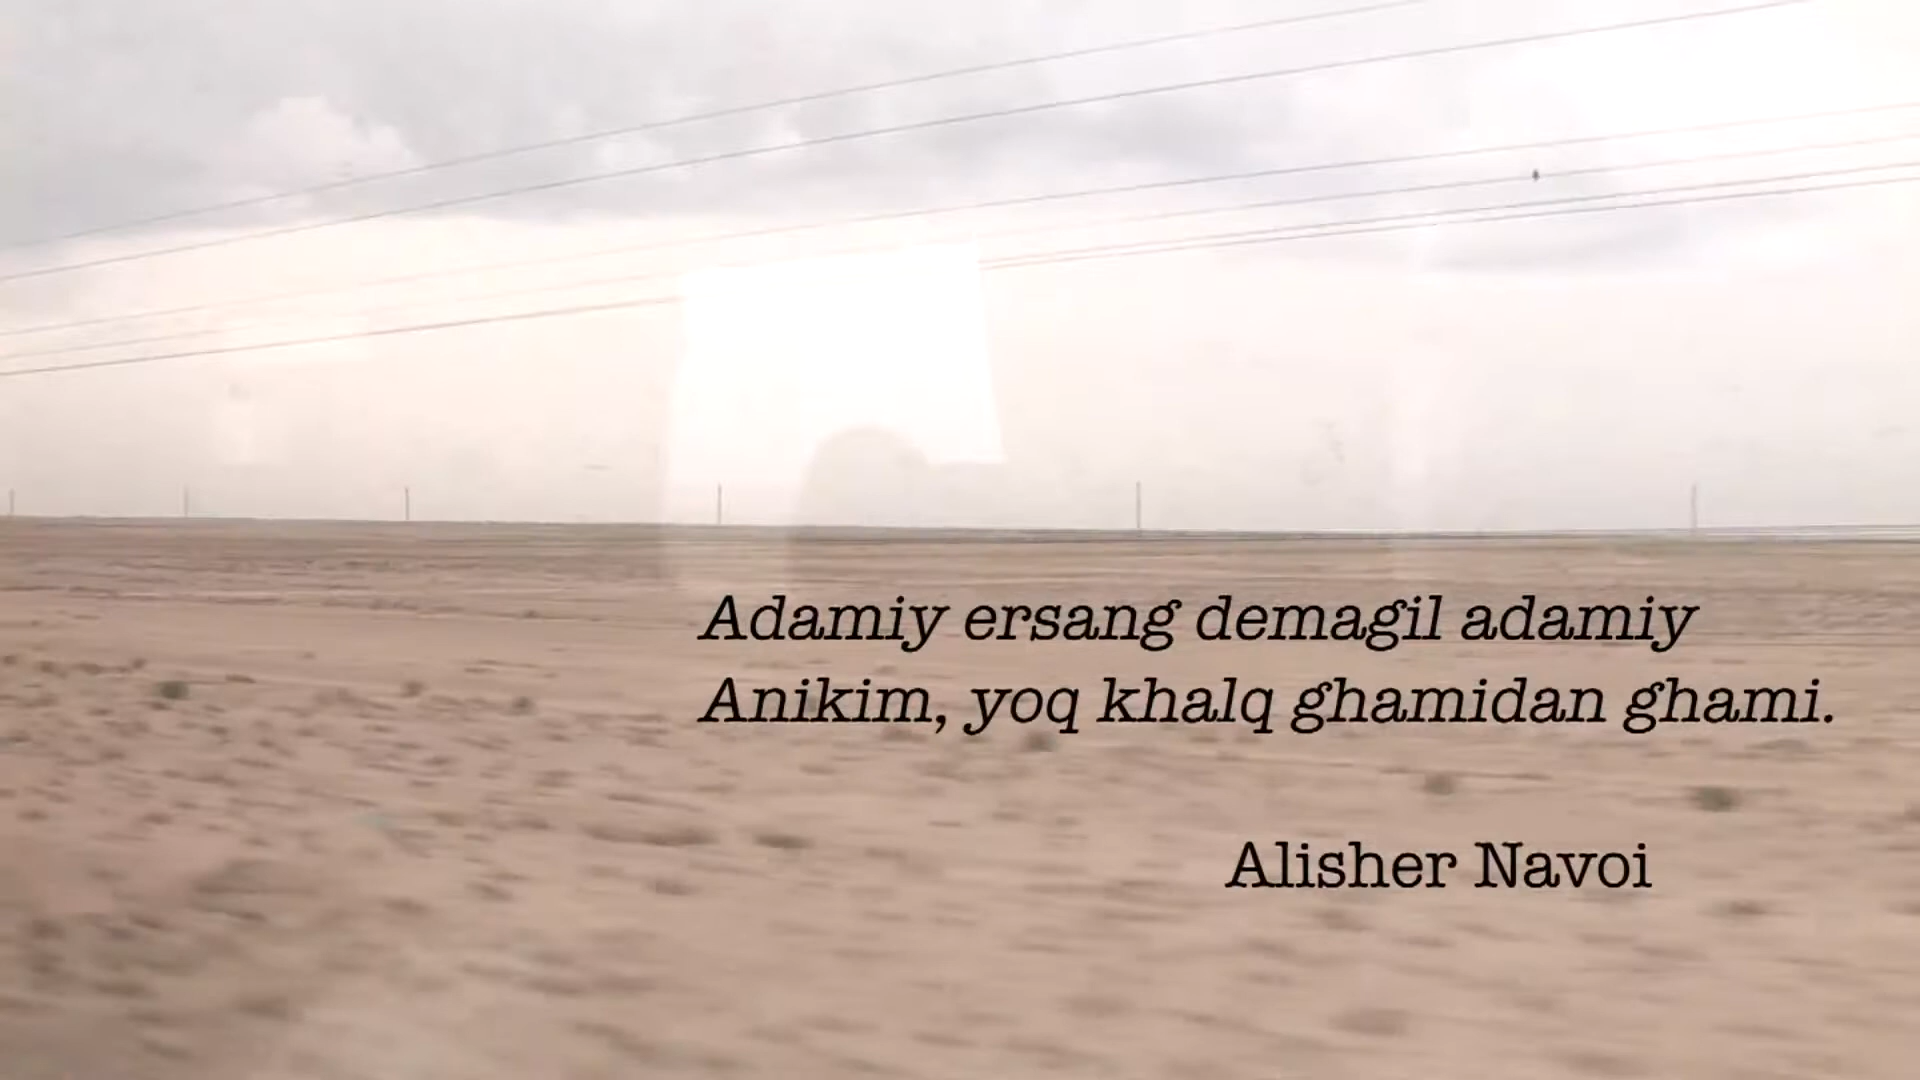 Adamiy ersang demagil adamiy
Anikim, yoq khalq ghamidan ghami.
Alisher Navoi